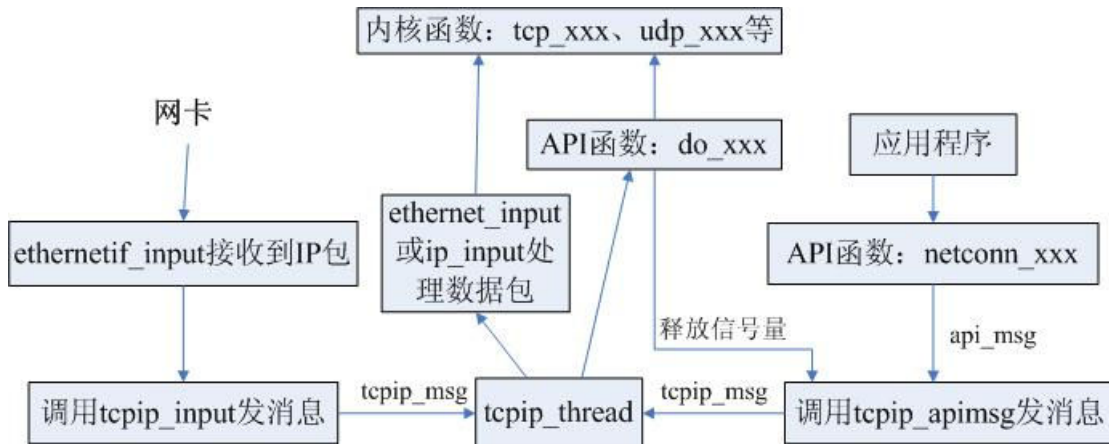 内核函数：tcp_xxx、udp_xxx等
网卡
API函数：do_xxx
应用程序
ethernet_input
或ip_input处
理数据包
ethernetif_input接收到IP包
API函数：netconn_xxx
释放信号量
api_msg
调用tcpip_input发消息
tcpip_msg
tcpip_thread
tcpip_msg
调用tcpip_apimsg发消息